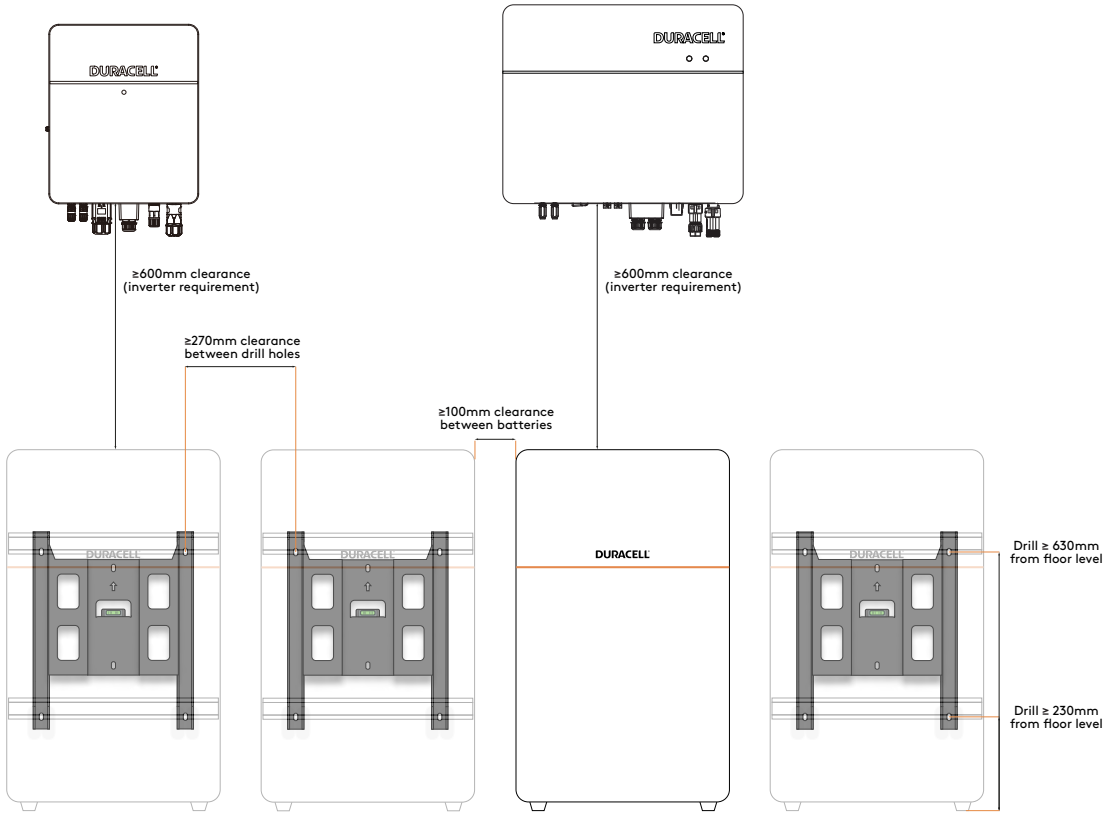 DURACELL
DURACELL
≥600mm clearance
(inverter requirement)
≥600mm clearance
(inverter requirement)
≥270mm clearance
between drill holes
≥100mm clearance
between batteries
DURACELL
DURACELL
DURACELL
DURACELL
Drill ≥ 630mm
from floor level
Drill ≥ 230mm
from floor level